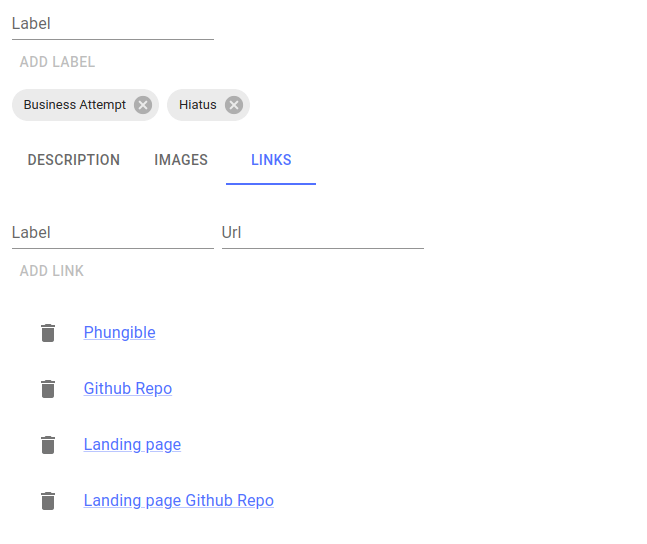 Label
ADD LABEL
Business Attempt Hiatus
DESCRIPTION IMAGES LINKS
Label Url
ADD LINK
Phungible
Github Repo
Landing page
Landing page Github Repo